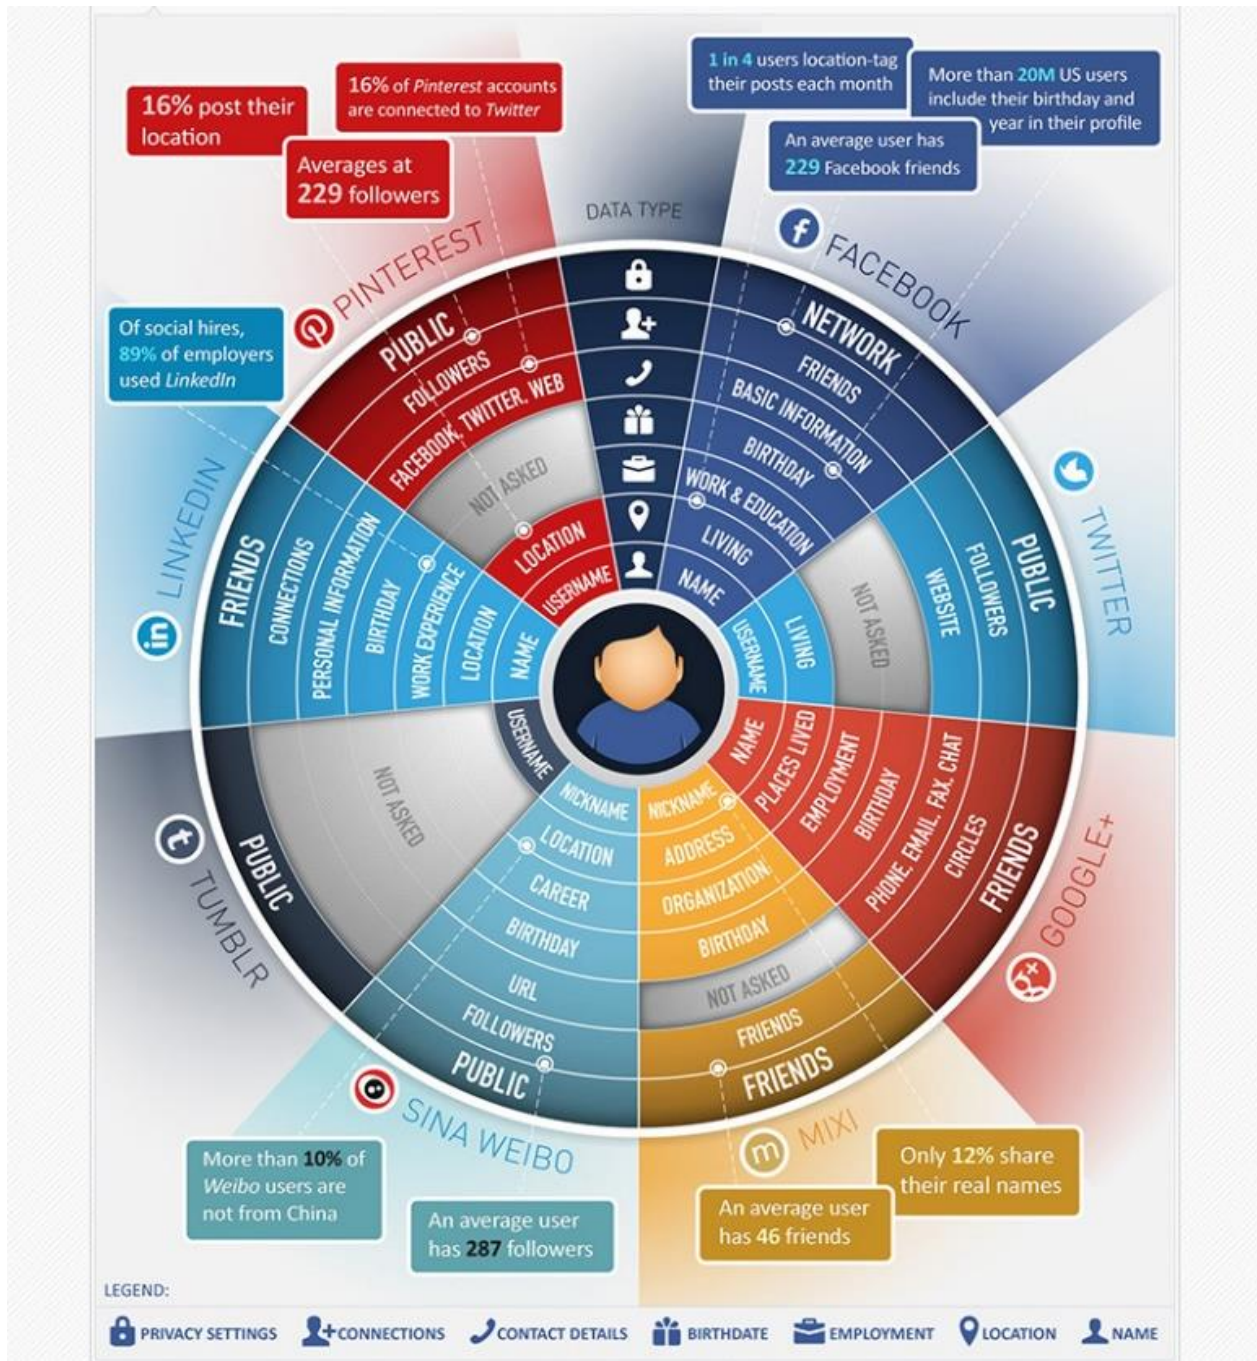 16% post their
location
16% of Pinterest accounts
are connected to Twitter
Averages at
229 followers
1 in 4 users location-tag
their posts each month
More than 20M US users
include their birthday and
year in their profile
An average user has
229 Facebook friends
Of social hires,
89% of employers
used LinkedIn
DATA TYPE
PINTEREST
PUBLIC
FOLLOWERS
FACEBOOK, TWITTER, WEB
NOT ASKED
LOCATION
USERNAME
FACEBOOK
NETWORK
FRIENDS
BASIC INFORMATION
BIRTHDAY
WORK & EDUCATION
LIVING
NAME
TWITTER
PUBLIC
FOLLOWERS
WEBSITE
NOT ASKED
LIVING
USERNAME
GOOGLE+
FRIENDS
CIRCLES
PHONE, EMAIL, FAX, CHAT
BIRTHDAY
EMPLOYMENT
PLACES LIVED
NAME
MIXI
NICKNAME
ADDRESS
ORGANIZATION
BIRTHDAY
NOT ASKED
FRIENDS
FRIENDS
SINA WEIBO
NICKNAME
LOCATION
CAREER
BIRTHDAY
URL
FOLLOWERS
PUBLIC
TUMBLR
PUBLIC
NOT ASKED
USERNAME
LINKEDIN
FRIENDS
CONNECTIONS
PERSONAL INFORMATION
BIRTHDAY
WORK EXPERIENCE
LOCATION
NAME
More than 10% of
Weibo users are
not from China
An average user
has 287 followers
Only 12% share
their real names
An average user
has 46 friends
LEGEND:
PRIVACY SETTINGS
CONNECTIONS
CONTACT DETAILS
BIRTHDATE
EMPLOYMENT
LOCATION
NAME